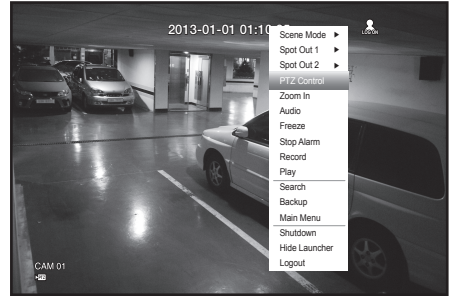 2013-01-01 01:10
LOG ON
Scene Mode
Spot Out 1
Spot Out 2
PTZ Control
Zoom In
Audio
Freeze
Stop Alarm
Record
Play
Search
Backup
Main Menu
Shutdown
Hide Launcher
Logout
CAM 01